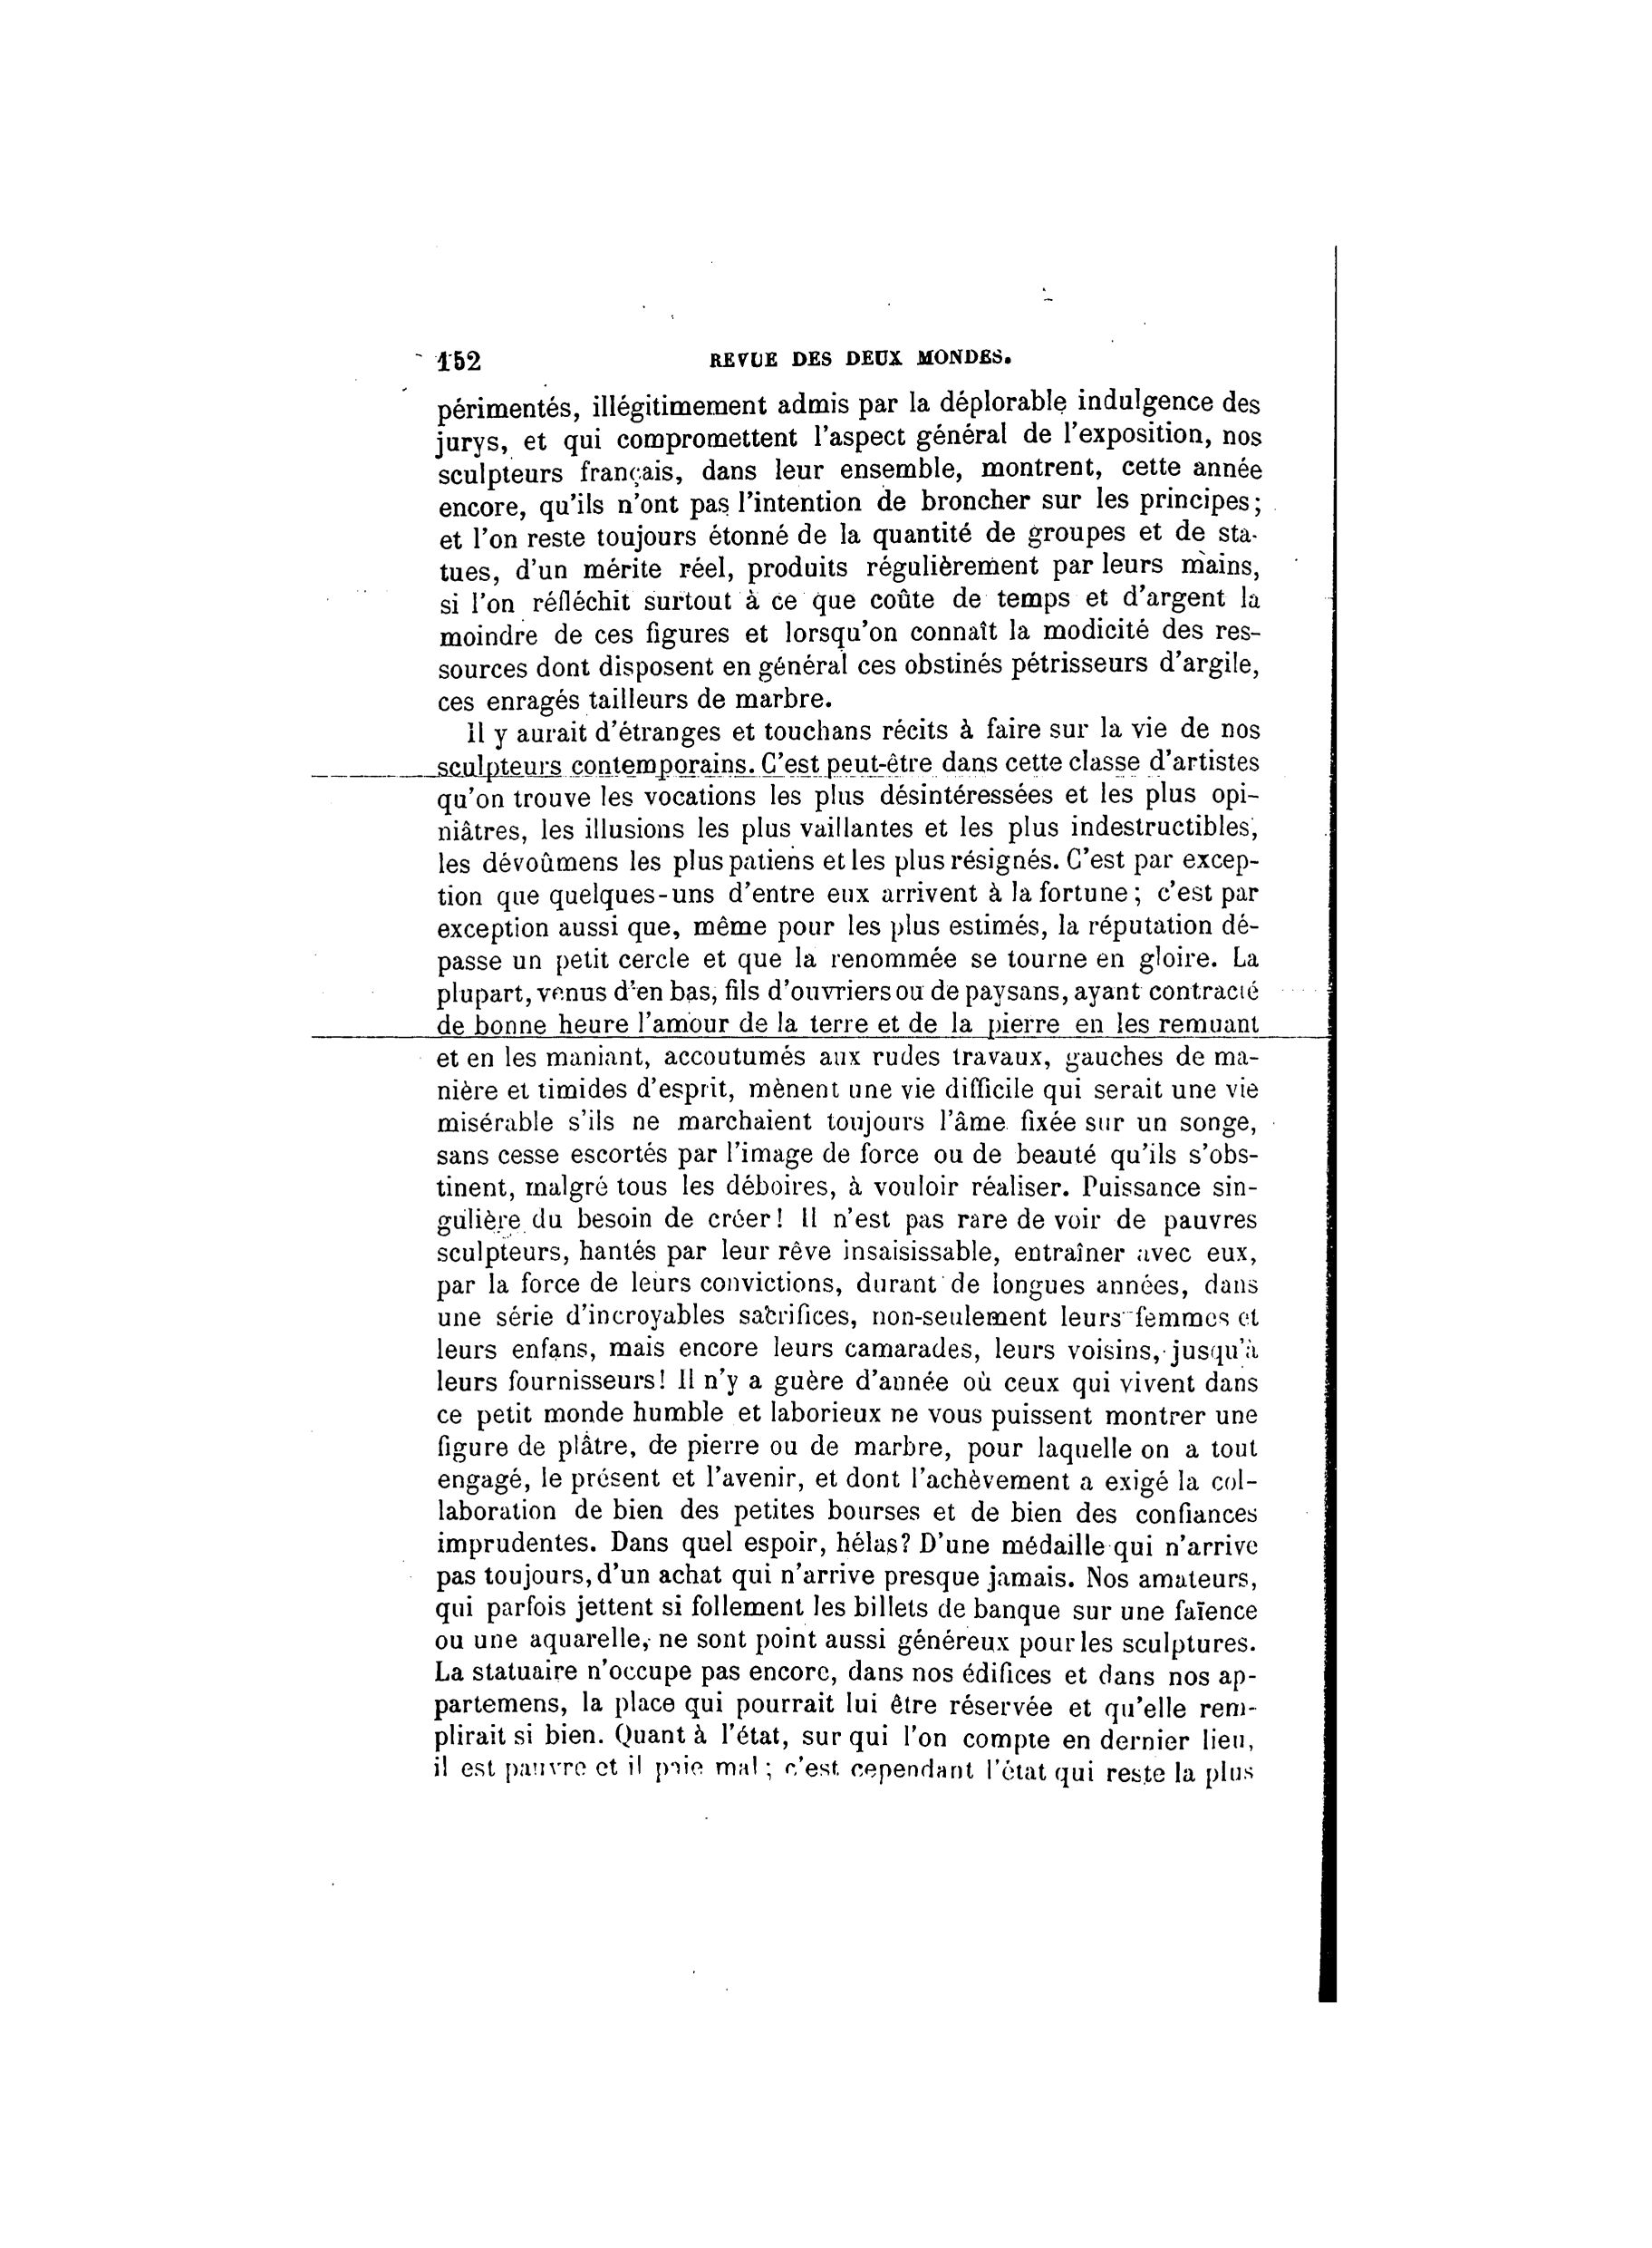 152 REVUE DES DEUX MONDES.
périmentés, illégitimement admis par la déplorable indulgence des
jurys, et qui compromettent l'aspect général de l'exposition, nos
sculpteurs français, dans leur ensemble, montrent, cette année
encore, qu'ils n'ont pas l'intention de broncher sur les principes;
et l'on reste toujours étonné de la quantité de groupes et de sta-
tues, d'un mérite réel, produits régulièrement par leurs mains,
si l'on réfléchit surtout à ce que coûte de temps et d'argent la
moindre de ces figures et lorsqu'on connaît la modicité des res-
sources dont disposent en général ces obstinés pétrisseurs d'argile,
ces enragés tailleurs de marbre.
Il y aurait d'étranges et touchans récits à faire sur la vie de nos
sculpteurs contemporains. C'est peut-être dans cette classe d'artistes
qu'on trouve les vocations les plus désintéressées et les plus opi-
niâtres, les illusions les plus vaillantes et les plus indestructibles,
les dévoûmens les plus patiens et les plus résignés. C'est par excep-
tion que quelques-uns d'entre eux arrivent à la fortune; c'est par
exception aussi que, même pour les plus estimés, la réputation dé-
passe un petit cercle et que la renommée se tourne en gloire. La
plupart, venus d'en bas, fils d'ouvriers ou de paysans, ayant contracté
de bonne heure l'amour de la terre et de la pierre en les remuant
et en les maniant, accoutumés aux rudes travaux, gauches de ma-
nière et timides d'esprit, mènent une vie difficile qui serait une vie
misérable s'ils ne marchaient toujours l'âme fixée sur un songe,
sans cesse escortés par l'image de force ou de beauté qu'ils s'obs-
tinent, malgré tous les déboires, à vouloir réaliser. Puissance sin-
gulière du besoin de créer! Il n'est pas rare de voir de pauvres
sculpteurs, hantés par leur rêve insaisissable, entraîner avec eux,
par la force de leurs convictions, durant de longues années, dans
une série d'incroyables sacrifices, non-seulement leurs femmes et
leurs enfans, mais encore leurs camarades, leurs voisins, jusqu'à
leurs fournisseurs! Il n'y a guère d'année où ceux qui vivent dans
ce petit monde humble et laborieux ne vous puissent montrer une
figure de plâtre, de pierre ou de marbre, pour laquelle on a tout
engagé, le présent et l'avenir, et dont l'achèvement a exigé la col-
laboration de bien des petites bourses et de bien des confiances
imprudentes. Dans quel espoir, hélas? D'une médaille qui n'arrive
pas toujours, d'un achat qui n'arrive presque jamais. Nos amateurs,
qui parfois jettent si follement les billets de banque sur une faïence
ou une aquarelle, ne sont point aussi généreux pour les sculptures.
La statuaire n'occupe pas encore, dans nos édifices et dans nos ap-
partemens, la place qui pourrait lui être réservée et qu'elle rem-
plirait si bien. Quant à l'état, sur qui l'on compte en dernier lieu,
il est pauvre et il paie mal; c'est cependant l'état qui reste la plus